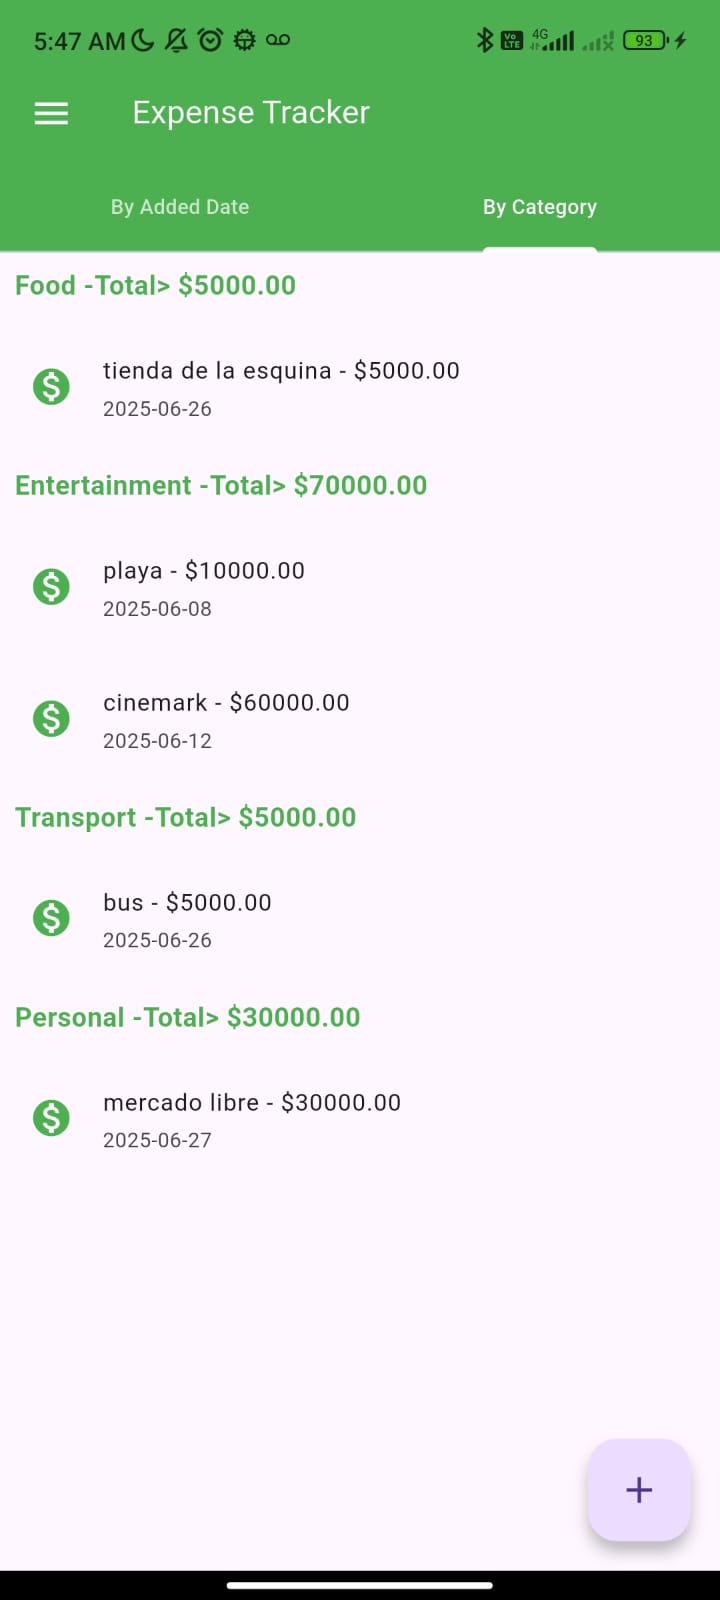 5:47 AM
Vo LTE
4G
93
Expense Tracker
By Added Date
By Category
Food -Total> $5000.00
tienda de la esquina - $5000.00
2025-06-26
Entertainment -Total> $70000.00
playa - $10000.00
2025-06-08
cinemark - $60000.00
2025-06-12
Transport -Total> $5000.00
bus - $5000.00
2025-06-26
Personal -Total> $30000.00
mercado libre - $30000.00
2025-06-27